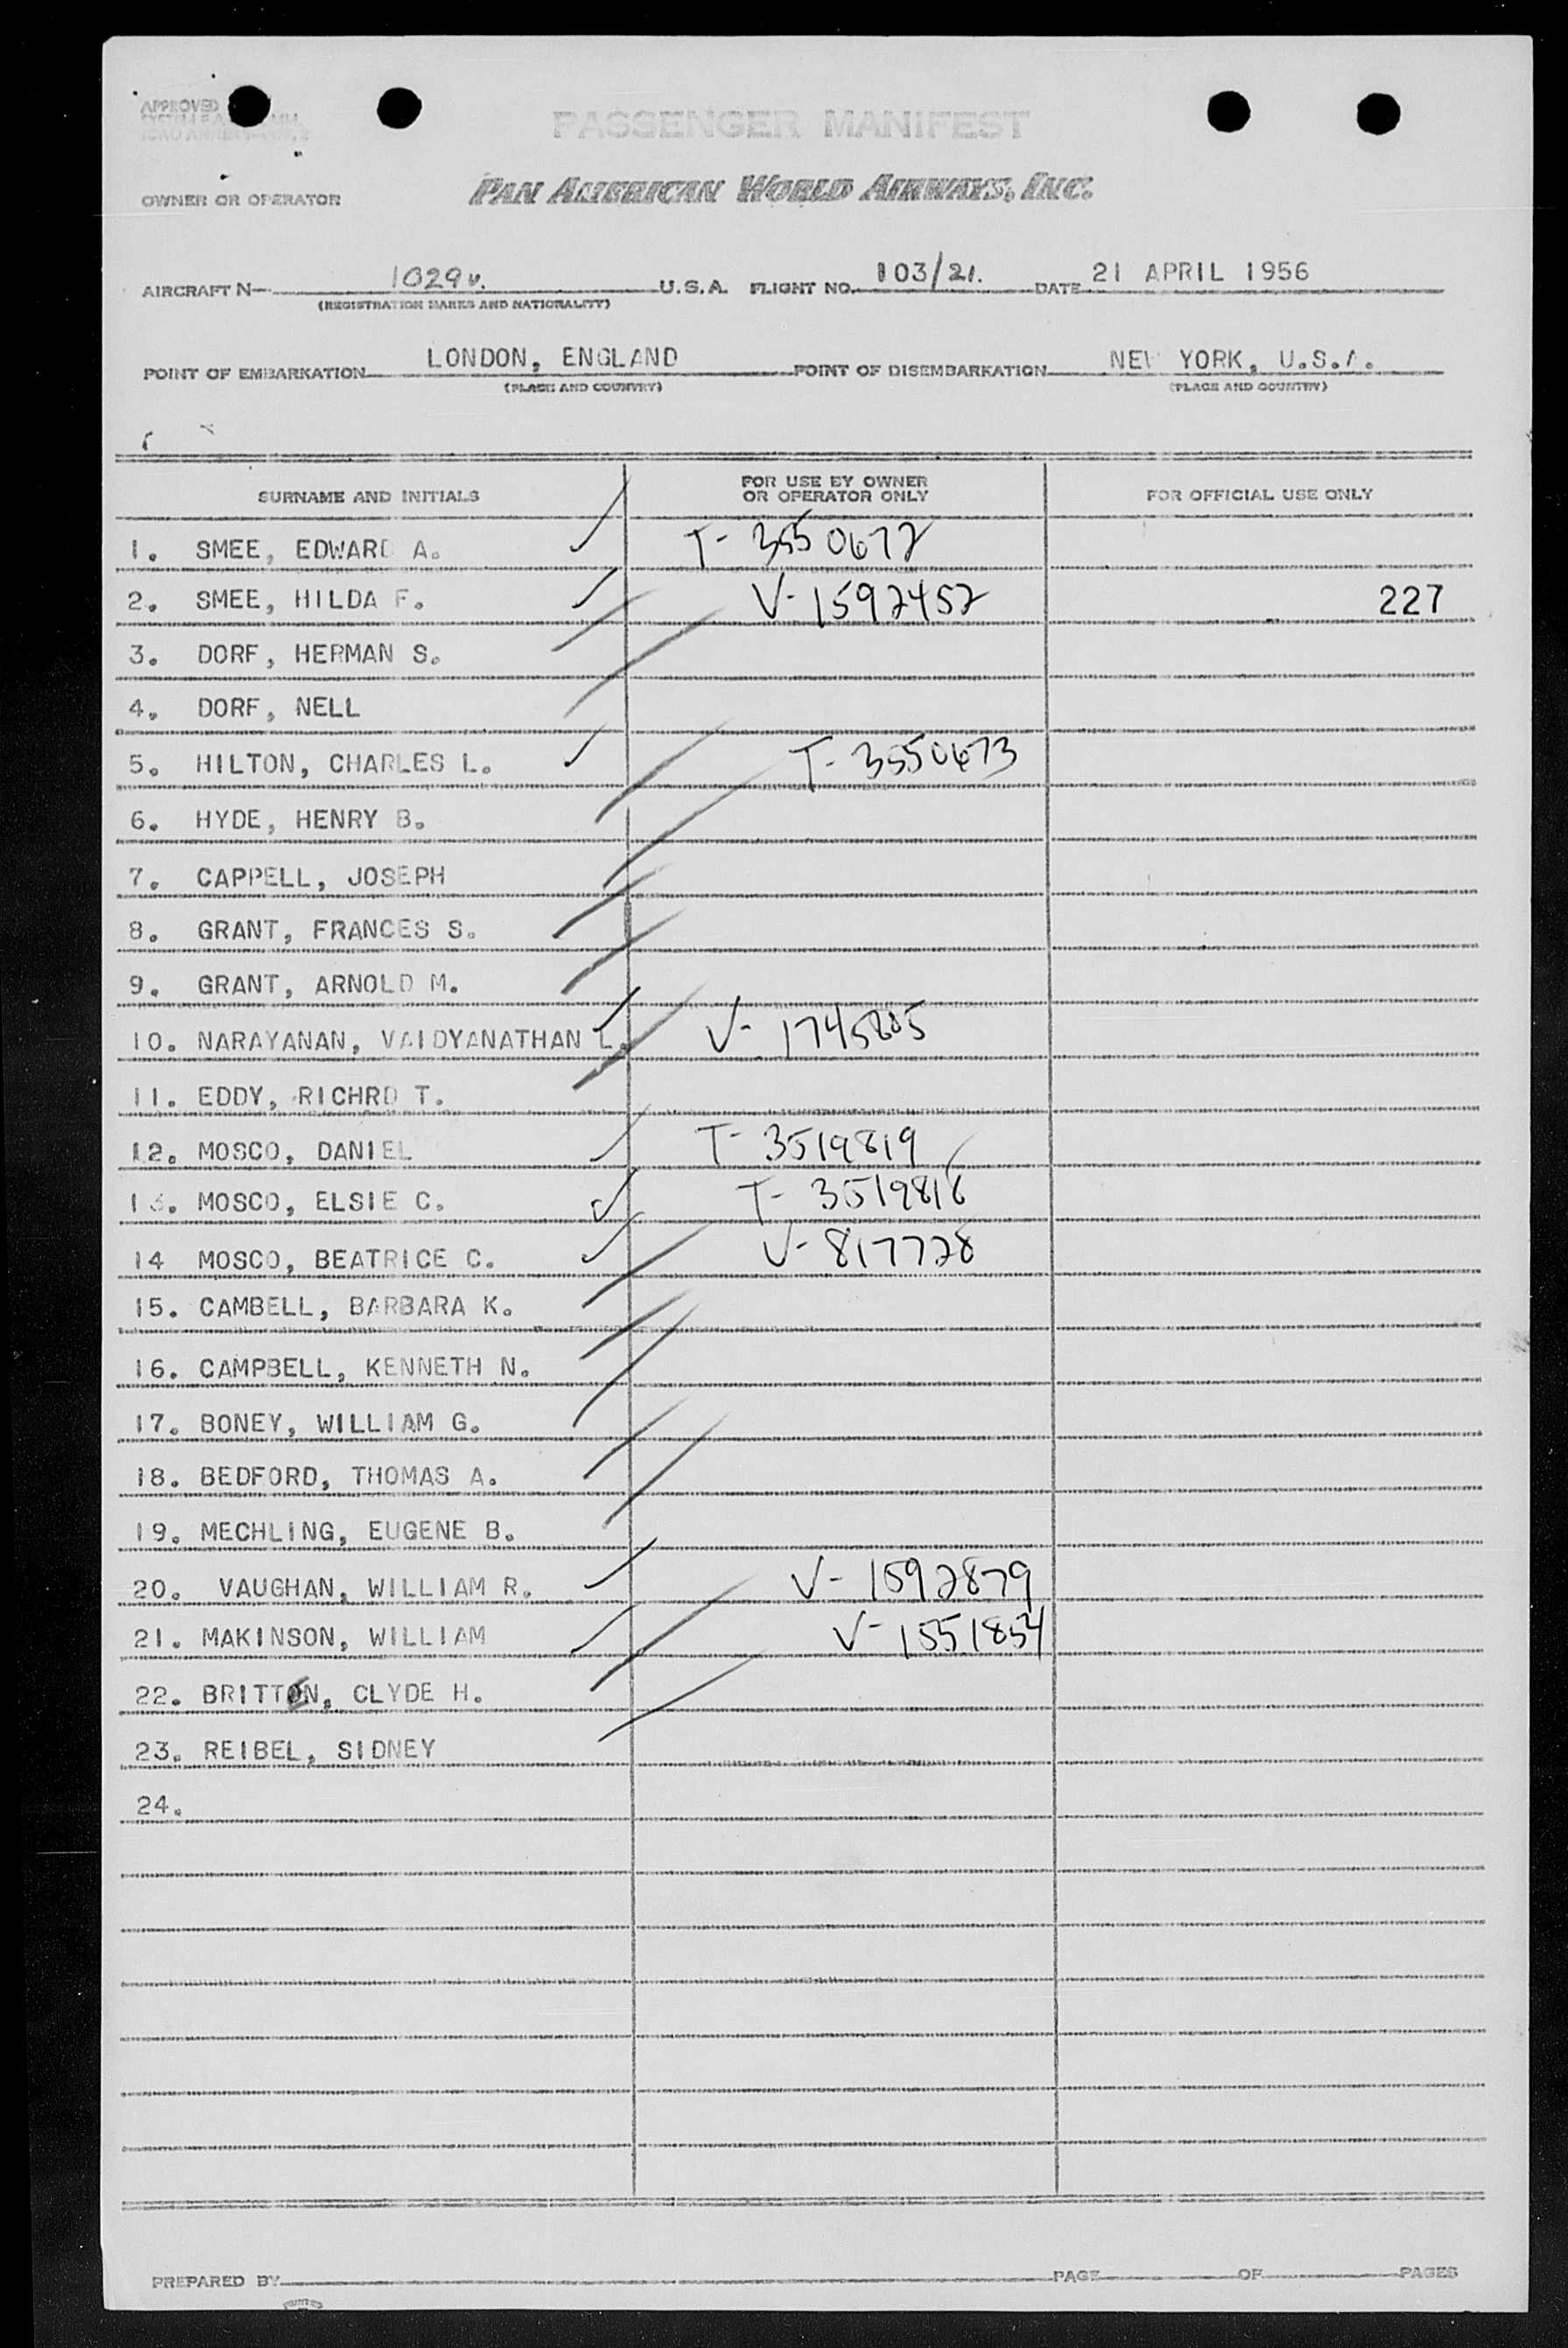 APPROVED
PASSENGER MANIFEST
OWNER OR OPERATOR PAN AMERICAN WORLD AIRWAYS, INC.
AIRCRAFT N- 1029V. U.S.A. FLIGHT NO. 103/21. DATE 21 APRIL 1956
(REGISTRATION MARKS AND NATIONALITY)
POINT OF EMBARKATION LONDON, ENGLAND POINT OF DISEMBARKATION NEW YORK, U.S.A.
(PLACE AND COUNTRY) (PLACE AND COUNTRY)
SURNAME AND INITIALS FOR USE BY OWNER OR OPERATOR ONLY FOR OFFICIAL USE ONLY
1. SMEE, EDWARD A. T- 3550672
2. SMEE, HILDA F. V- 1592452 227
3. DORF, HERMAN S.
4. DORF, NELL
5. HILTON, CHARLES L. T- 3550673
6. HYDE, HENRY B.
7. CAPPELL, JOSEPH
8. GRANT, FRANCES S.
9. GRANT, ARNOLD M.
10. NARAYANAN, VAIDYANATHAN L. V- 1745805
11. EDDY, RICHRD T.
12. MOSCO, DANIEL T- 3519819
13. MOSCO, ELSIE C. T- 3519818
14 MOSCO, BEATRICE C. V- 817728
15. CAMBELL, BARBARA K.
16. CAMPBELL, KENNETH N.
17. BONEY, WILLIAM G.
18. BEDFORD, THOMAS A.
19. MECHLING, EUGENE B.
20. VAUGHAN, WILLIAM R. V- 1592879
21. MAKINSON, WILLIAM V- 1551854
22. BRITTON, CLYDE H.
23. REIBEL, SIDNEY
24.
PREPARED BY PAGE OF PAGES